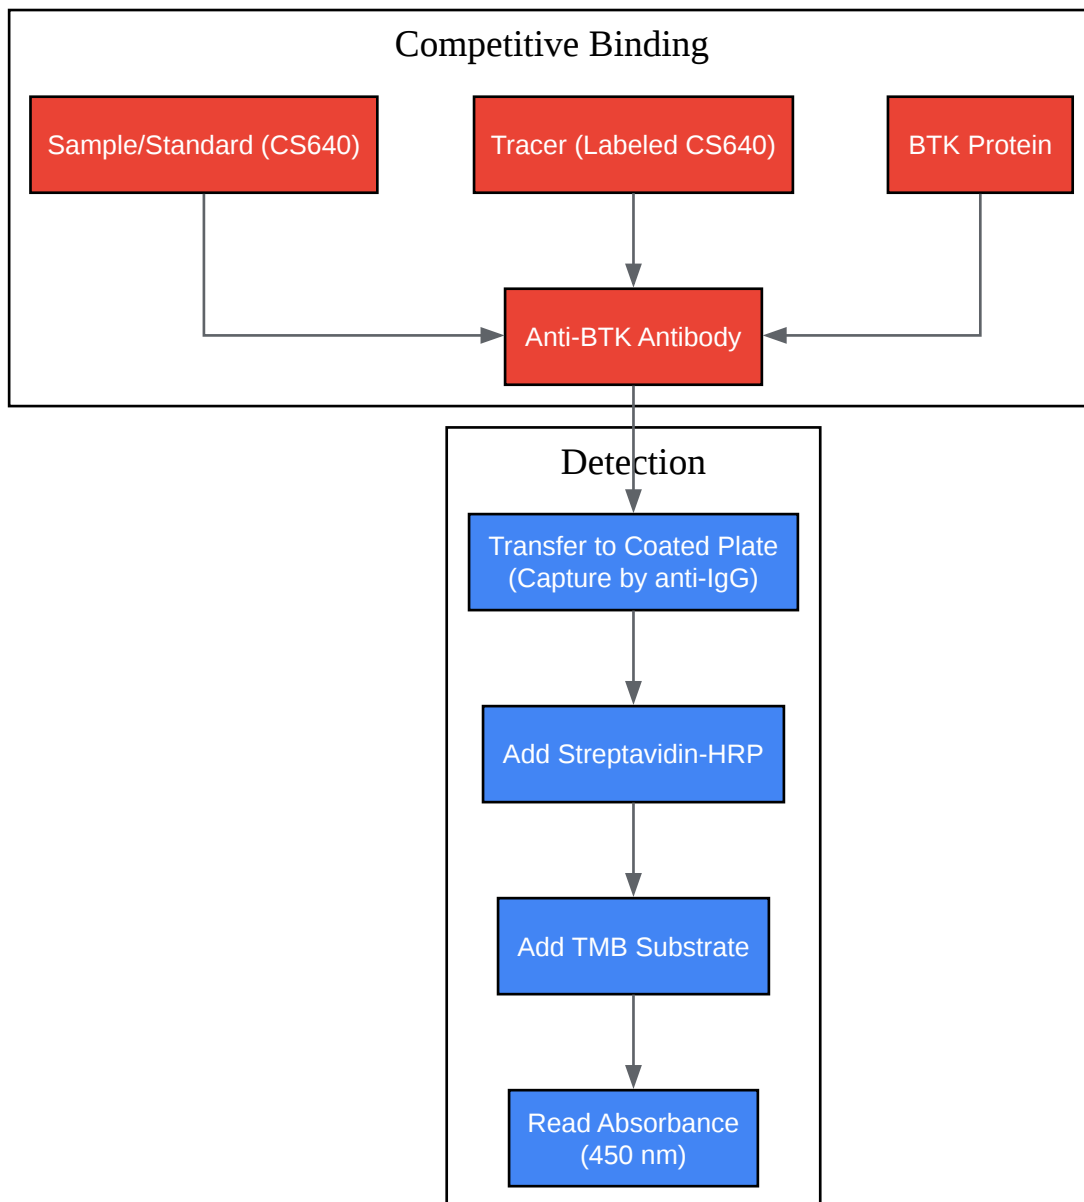 Competitive Binding
Sample/Standard (CS640)
Tracer (Labeled CS640)
BTK Protein
Anti-BTK Antibody
Detection
Transfer to Coated Plate
(Capture by anti-IgG)
Add Streptavidin-HRP
Add TMB Substrate
Read Absorbance
(450 nm)